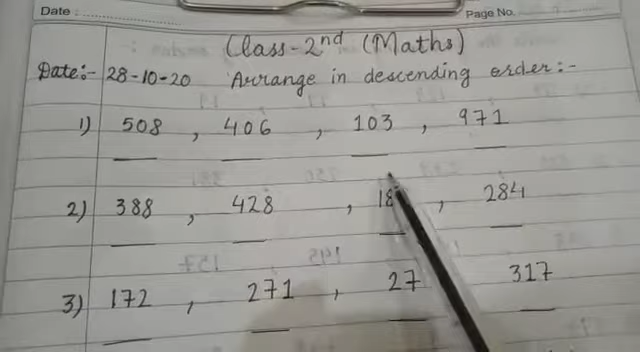 Date : Page No.
Class-2nd (Maths)
Date:- 28-10-20 Arrange in descending order:-
1) 508 , 406 , 103 , 971
2) 388 , 428 , , 284
3) 172 , 271 , 317